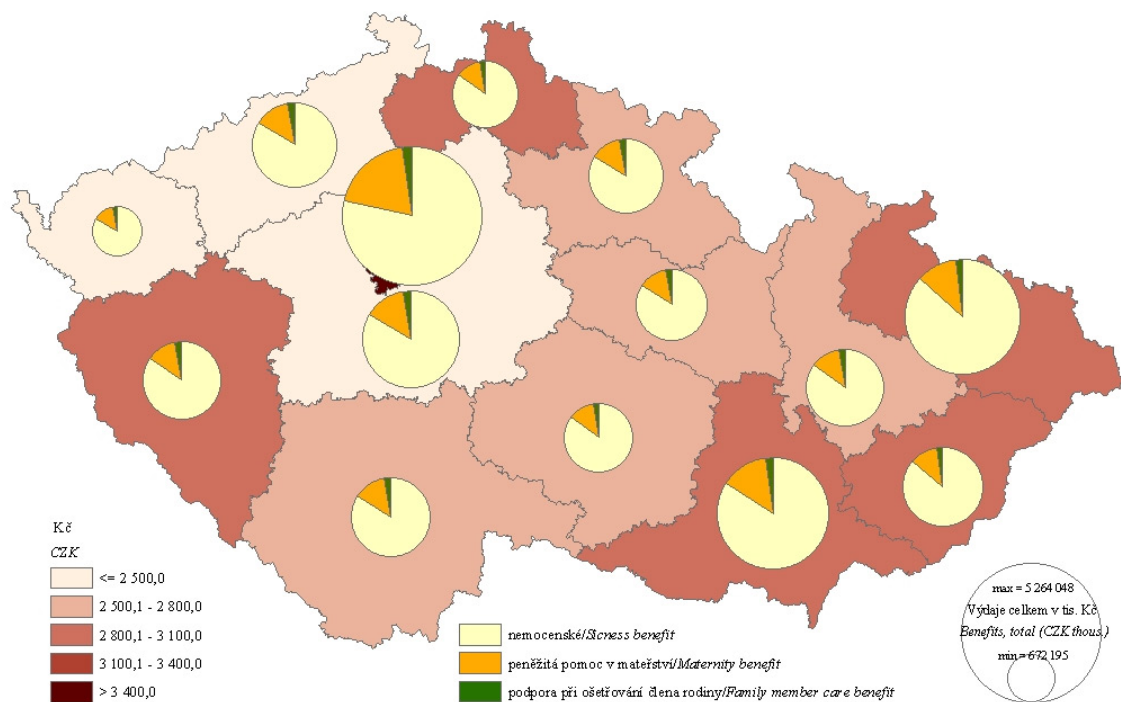 Kč
CZK
<= 2 500,0
2 500,1 - 2 800,0
2 800,1 - 3 100,0
3 100,1 - 3 400,0
> 3 400,0
nemocenské/Sicness benefit
peněžitá pomoc v mateřství/Maternity benefit
podpora při ošetřování člena rodiny/Family member care benefit
max = 5 264 048
Výdaje celkem v tis. Kč
Benefits, total (CZK thous.)
min = 672 195